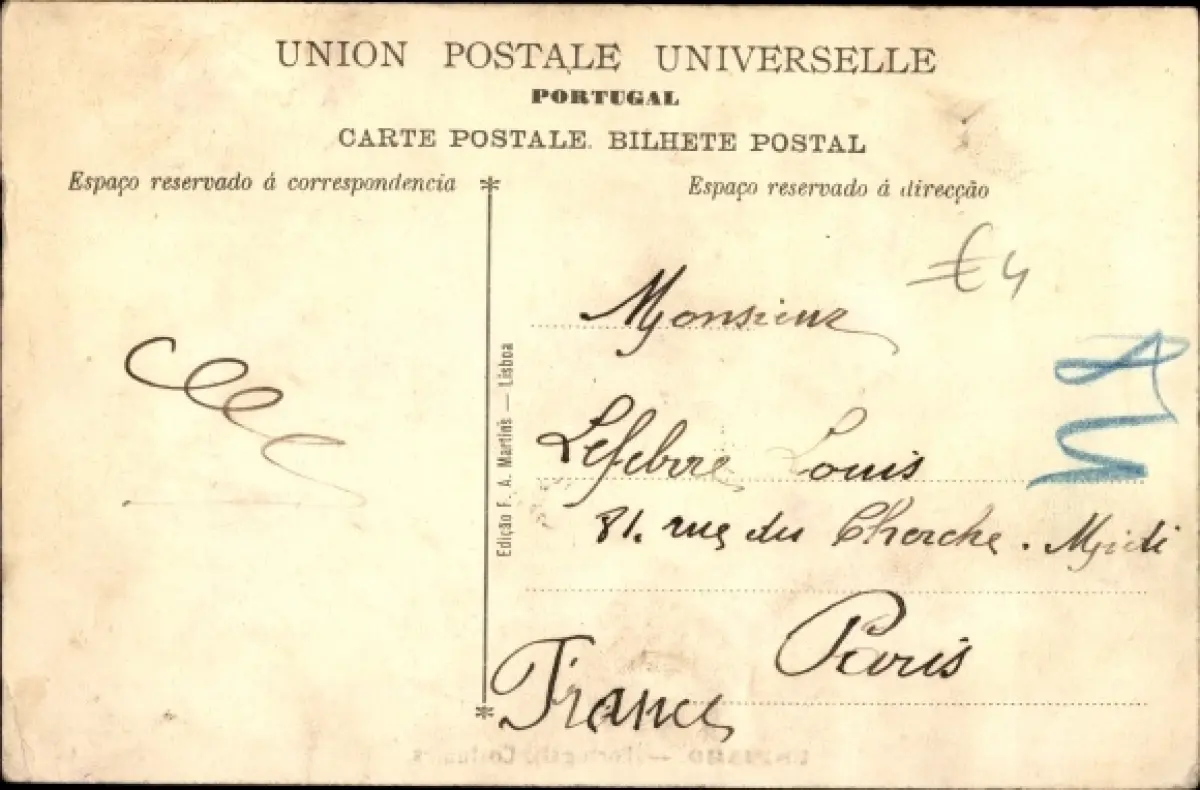 UNION POSTALE UNIVERSELLE
PORTUGAL
CARTE POSTALE. BILHETE POSTAL
Espaço reservado á correspondencia
Espaço reservado á direcção
€4
Monsieur
Edição F. A. Martins — Lisboa
Lefebvre Louis
81. rue du Cherche. Midi
Paris
France